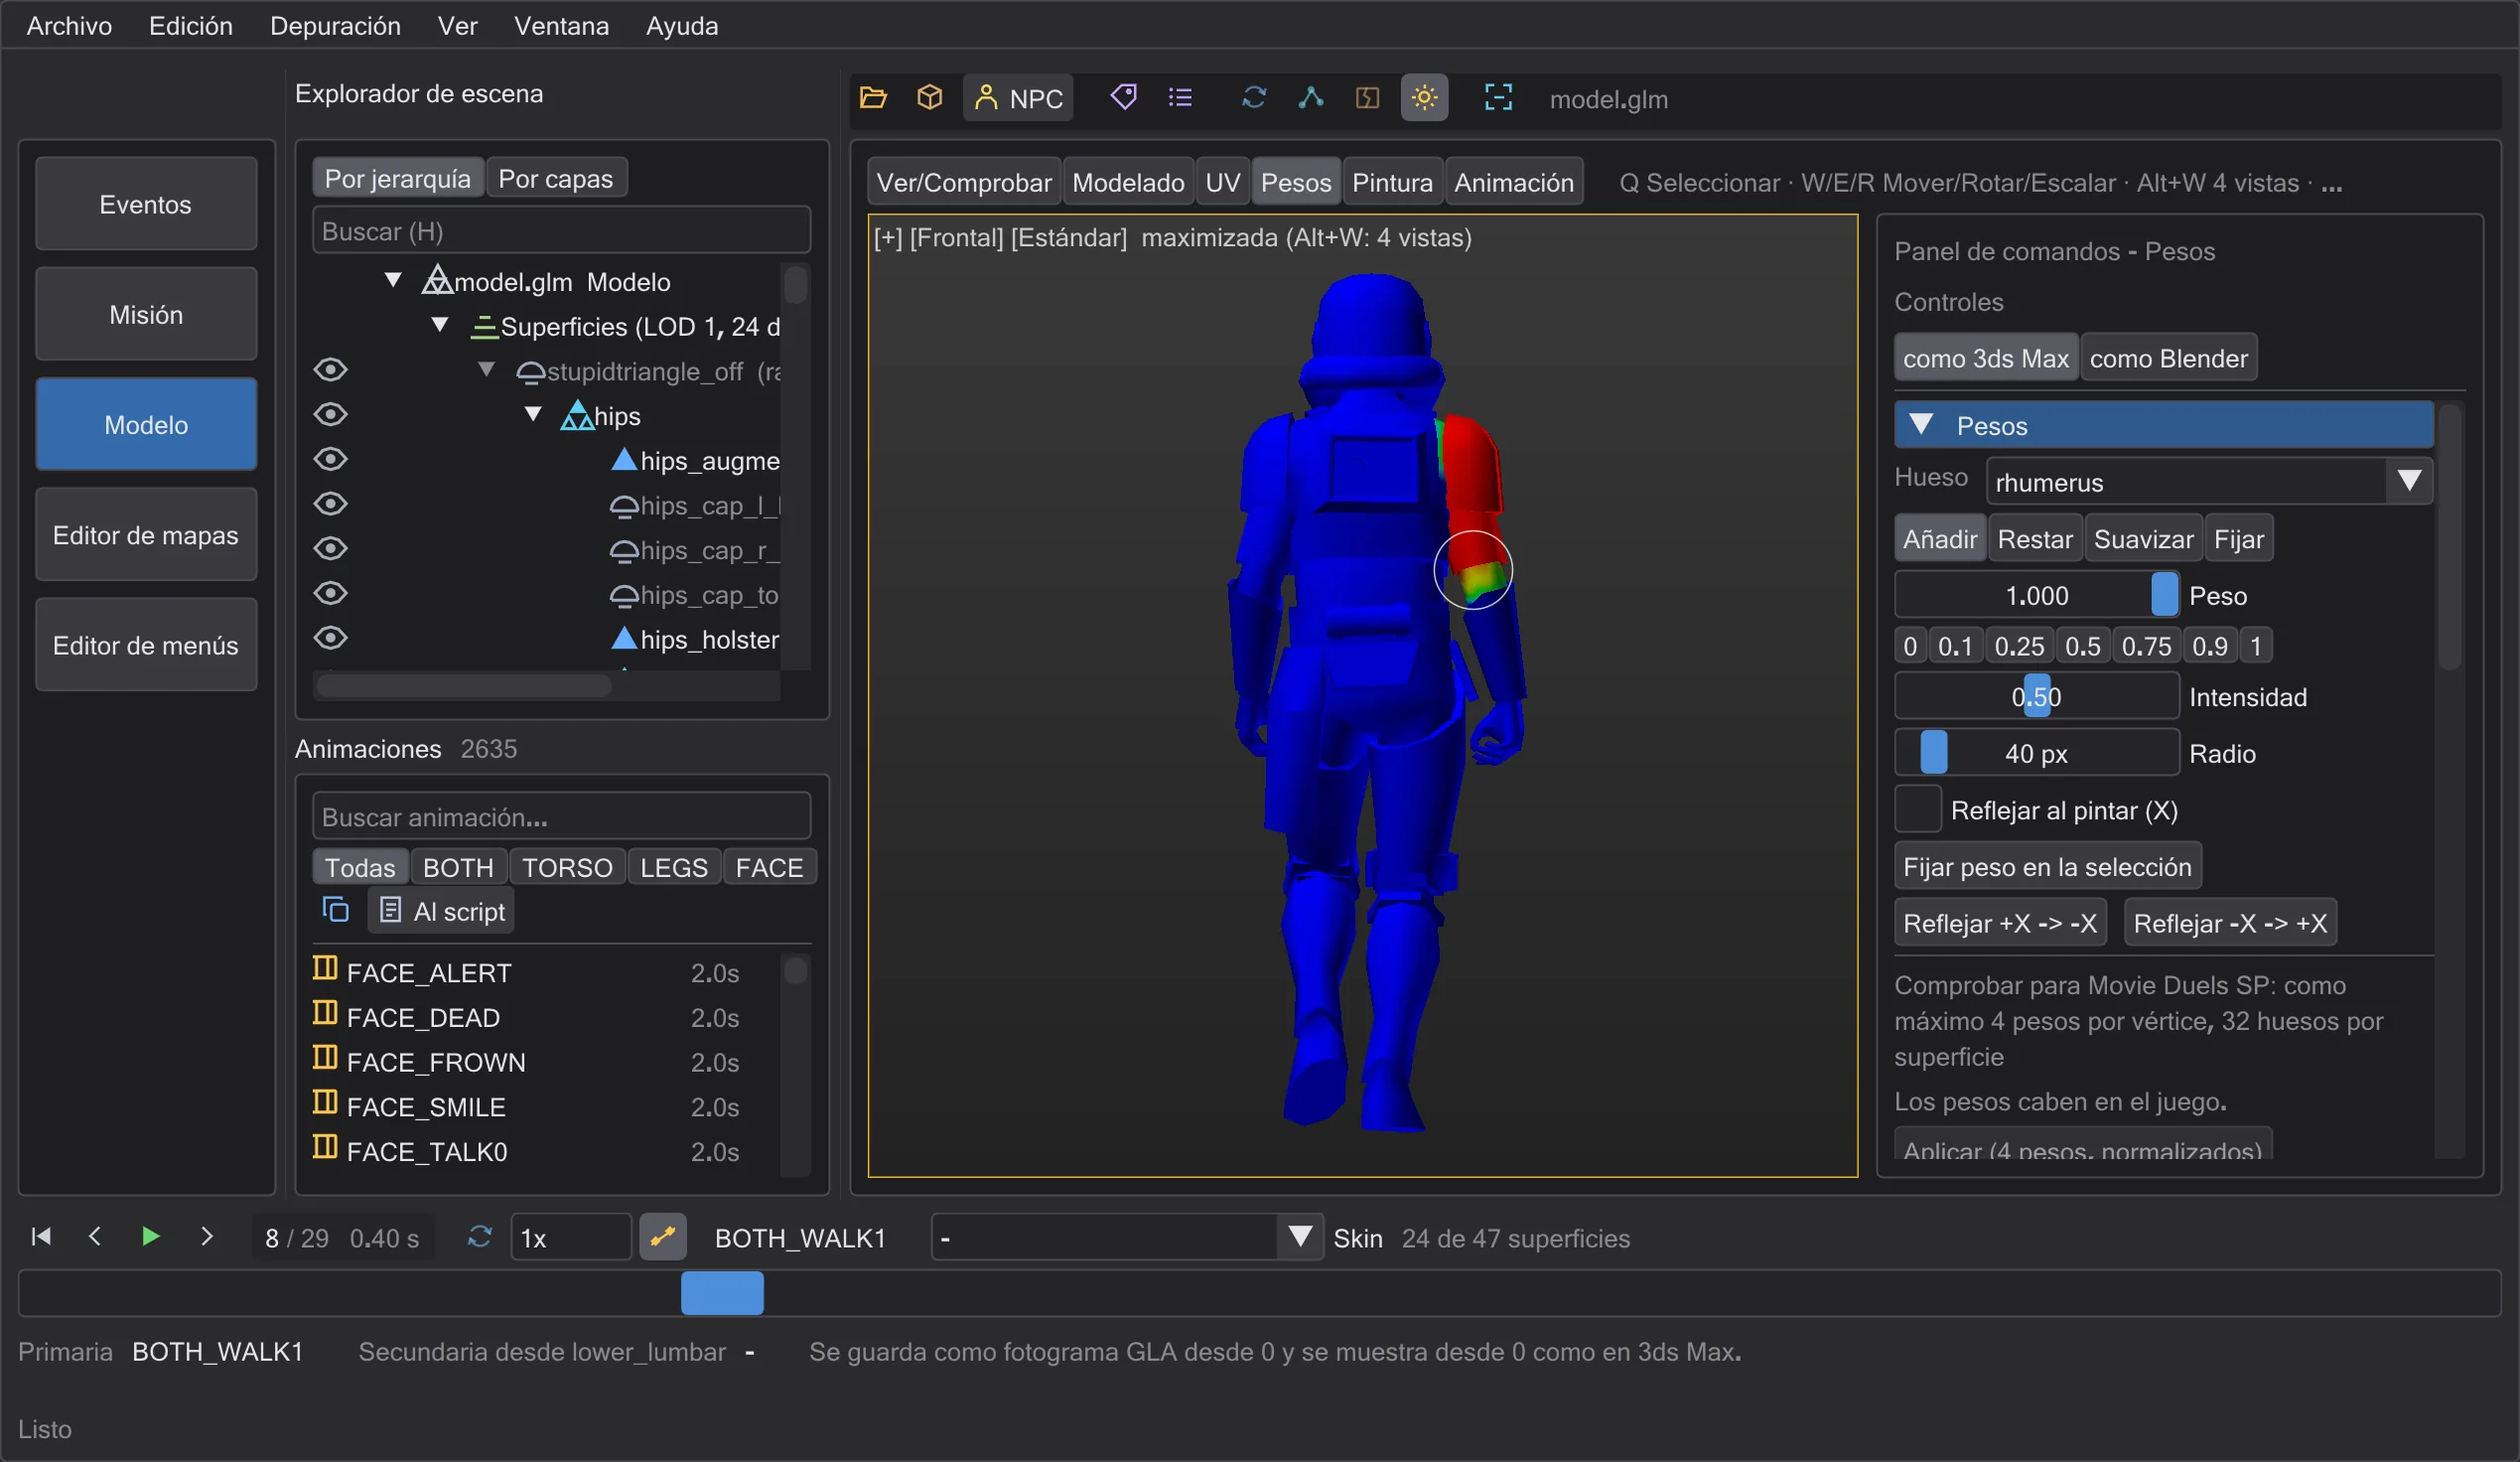 Archivo Edición Depuración Ver Ventana Ayuda
Explorador de escena
NPC
model.glm
Eventos
Misión
Modelo
Editor de mapas
Editor de menús
Por jerarquía Por capas
Buscar (H)
model.glm Modelo
Superficies (LOD 1, 24 d
stupidtriangle_off (ra
hips
hips_augme
hips_cap_l_
hips_cap_r_
hips_cap_to
hips_holster
Animaciones 2635
Buscar animación...
Todas BOTH TORSO LEGS FACE
Al script
FACE_ALERT 2.0s
FACE_DEAD 2.0s
FACE_FROWN 2.0s
FACE_SMILE 2.0s
FACE_TALK0 2.0s
Ver/Comprobar Modelado UV Pesos Pintura Animación Q Seleccionar · W/E/R Mover/Rotar/Escalar · Alt+W 4 vistas · ...
[+] [Frontal] [Estándar] maximizada (Alt+W: 4 vistas)
Panel de comandos - Pesos
Controles
como 3ds Max como Blender
Pesos
Hueso rhumerus
Añadir Restar Suavizar Fijar
1.000 Peso
0 0.1 0.25 0.5 0.75 0.9 1
0.50 Intensidad
40 px Radio
Reflejar al pintar (X)
Fijar peso en la selección
Reflejar +X -> -X Reflejar -X -> +X
Comprobar para Movie Duels SP: como
máximo 4 pesos por vértice, 32 huesos por
superficie
Los pesos caben en el juego.
Aplicar (4 pesos, normalizados)
8 / 29 0.40 s 1x BOTH_WALK1 - Skin 24 de 47 superficies
Primaria BOTH_WALK1 Secundaria desde lower_lumbar - Se guarda como fotograma GLA desde 0 y se muestra desde 0 como en 3ds Max.
Listo